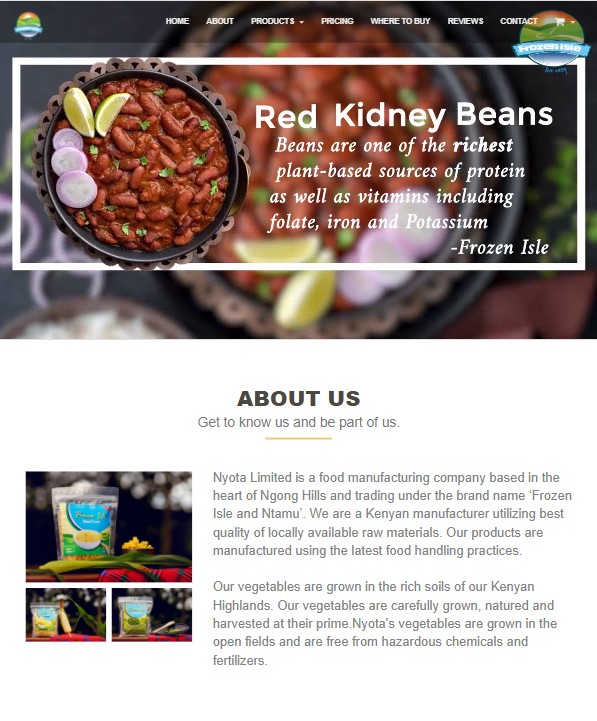 HOME ABOUT PRODUCTS PRICING WHERE TO BUY REVIEWS CONTACT
Frozen Isle
Red Kidney Beans
Beans are one of the richest
plant-based sources of protein
as well as vitamins including
folate, iron and Potassium
-Frozen Isle
ABOUT US
Get to know us and be part of us.
Nyota Limited is a food manufacturing company based in the
heart of Ngong Hills and trading under the brand name ‘Frozen
Isle and Ntamu’. We are a Kenyan manufacturer utilizing best
quality of locally available raw materials. Our products are
manufactured using the latest food handling practices.
Our vegetables are grown in the rich soils of our Kenyan
Highlands. Our vegetables are carefully grown, natured and
harvested at their prime.Nyota's vegetables are grown in the
open fields and are free from hazardous chemicals and
fertilizers.